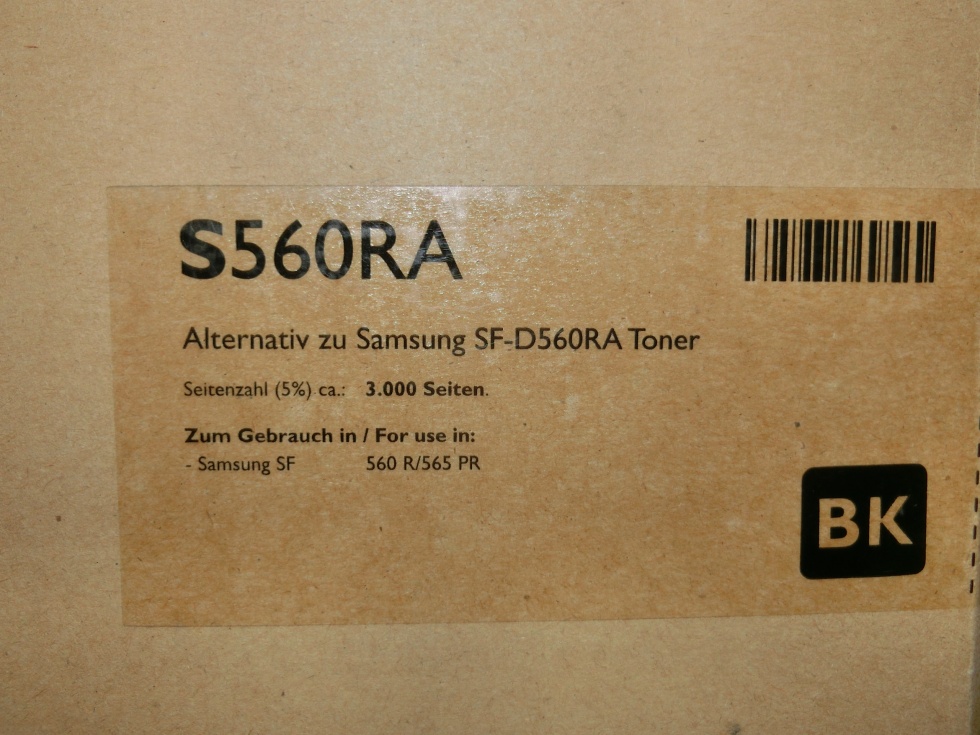 S560RA
Alternativ zu Samsung SF-D560RA Toner
Seitenzahl (5%) ca.: 3.000 Seiten.
Zum Gebrauch in / For use in:
- Samsung SF 560 R/565 PR
BK